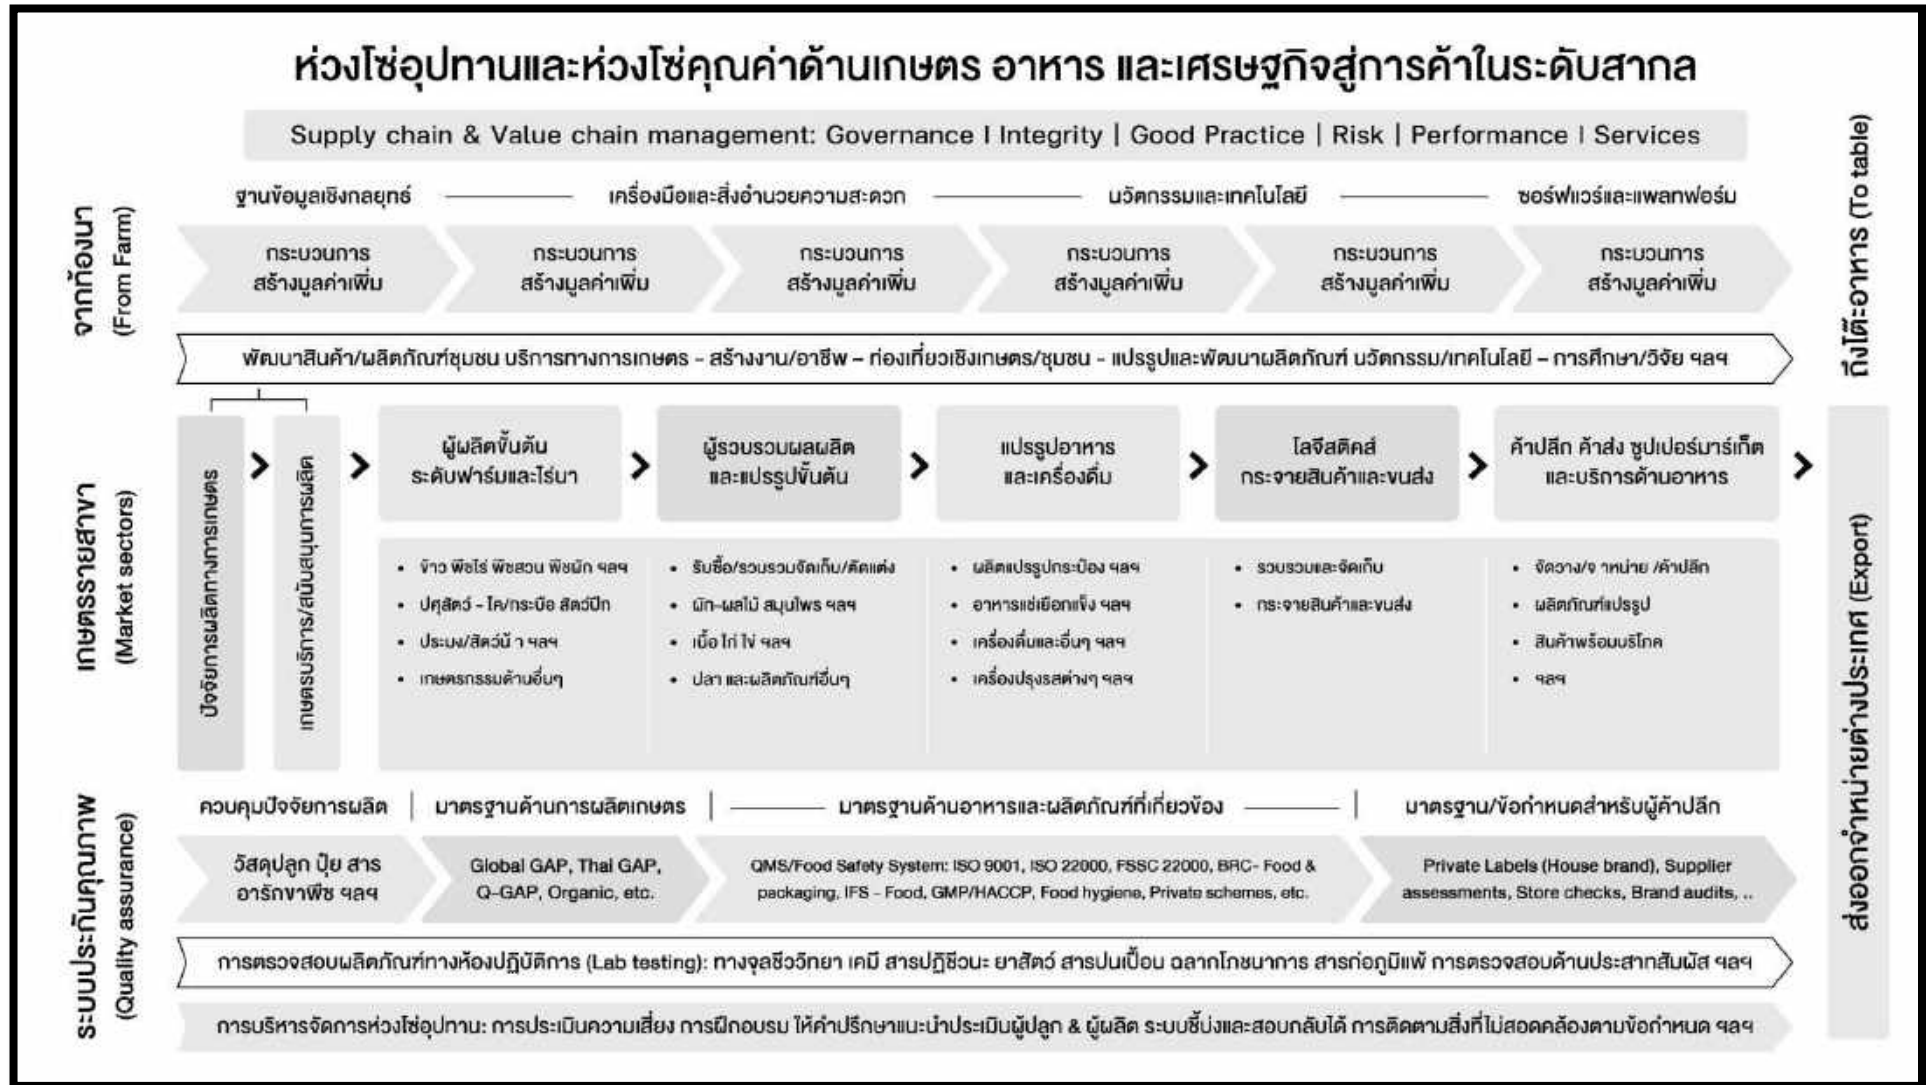 ห่วงโซ่อุปทานและห่วงโซ่คุณค่าด้านเกษตร อาหาร และเศรษฐกิจสู่การค้าในระดับสากล
Supply chain & Value chain management: Governance I Integrity | Good Practice | Risk | Performance I Services
จากท้องนา
(From Farm)
ฐานข้อมูลเชิงกลยุทธ์
เครื่องมือและสิ่งอำนวยความสะดวก
นวัตกรรมและเทคโนโลยี
ซอร์ฟแวร์และแพลทฟอร์ม
กระบวนการ
สร้างมูลค่าเพิ่ม
กระบวนการ
สร้างมูลค่าเพิ่ม
กระบวนการ
สร้างมูลค่าเพิ่ม
กระบวนการ
สร้างมูลค่าเพิ่ม
กระบวนการ
สร้างมูลค่าเพิ่ม
กระบวนการ
สร้างมูลค่าเพิ่ม
ถึงโต๊ะอาหาร (To table)
พัฒนาสินค้า/ผลิตภัณฑ์ชุมชน บริการทางการเกษตร - สร้างงาน/อาชีพ – ท่องเที่ยวเชิงเกษตร/ชุมชน - แปรรูปและพัฒนาผลิตภัณฑ์ นวัตกรรม/เทคโนโลยี – การศึกษา/วิจัย ฯลฯ
เกษตรรายสาขา
(Market sectors)
ปัจจัยการผลิตทางการเกษตร
เกษตรบริการ/สนับสนุนการผลิต
ผู้ผลิตขั้นต้น
ระดับฟาร์มและไร่นา
• ข้าว พืชไร่ พืชสวน พืชผัก ฯลฯ
• ปศุสัตว์ - โค/กระบือ สัตว์ปีก
• ประมง/สัตว์น้ า ฯลฯ
• เกษตรกรรมด้านอื่นๆ
ผู้รวบรวมผลผลิต
และแปรรูปขั้นต้น
• รับซื้อ/รวบรวมจัดเก็บ/คัดแต่ง
• ผัก-ผลไม้ สมุนไพร ฯลฯ
• เนื้อ ไก่ ไข่ ฯลฯ
• ปลา และผลิตภัณฑ์อื่นๆ
แปรรูปอาหาร
และเครื่องดื่ม
• ผลิตแปรรูปกระป๋อง ฯลฯ
• อาหารแช่เยือกแข็ง ฯลฯ
• เครื่องดื่มและอื่นๆ ฯลฯ
• เครื่องปรุงรสต่างๆ ฯลฯ
โลจีสติคส์
กระจายสินค้าและขนส่ง
• รวบรวมและจัดเก็บ
• กระจายสินค้าและขนส่ง
ค้าปลีก ค้าส่ง ซูปเปอร์มาร์เก็ต
และบริการด้านอาหาร
• จัดวาง/จ าหน่าย /ค้าปลีก
• ผลิตภัณฑ์แปรรูป
• สินค้าพร้อมบริโภค
• ฯลฯ
ส่งออกจำหน่ายต่างประเทศ (Export)
ระบบประกันคุณภาพ
(Quality assurance)
ควบคุมปัจจัยการผลิต
มาตรฐานด้านการผลิตเกษตร
มาตรฐานด้านอาหารและผลิตภัณฑ์ที่เกี่ยวข้อง
มาตรฐาน/ข้อกำหนดสำหรับผู้ค้าปลีก
วัสดุปลูก ปุ๋ย สาร
อารักขาพืช ฯลฯ
Global GAP, Thai GAP,
Q-GAP, Organic, etc.
QMS/Food Safety System: ISO 9001, ISO 22000, FSSC 22000, BRC- Food &
packaging, IFS - Food, GMP/HACCP, Food hygiene, Private schemes, etc.
Private Labels (House brand), Supplier
assessments, Store checks, Brand audits, ..
การตรวจสอบผลิตภัณฑ์ทางห้องปฏิบัติการ (Lab testing): ทางจุลชีววิทยา เคมี สารปฏิชีวนะ ยาสัตว์ สารปนเปื้อน ฉลากโภชนาการ สารก่อภูมิแพ้ การตรวจสอบด้านประสาทสัมผัส ฯลฯ
การบริหารจัดการห่วงโซ่อุปทาน: การประเมินความเสี่ยง การฝึกอบรม ให้คำปรึกษาแนะนำประเมินผู้ปลูก & ผู้ผลิต ระบบชี้บ่งและสอบกลับได้ การติดตามสิ่งที่ไม่สอดคล้องตามข้อกำหนด ฯลฯ